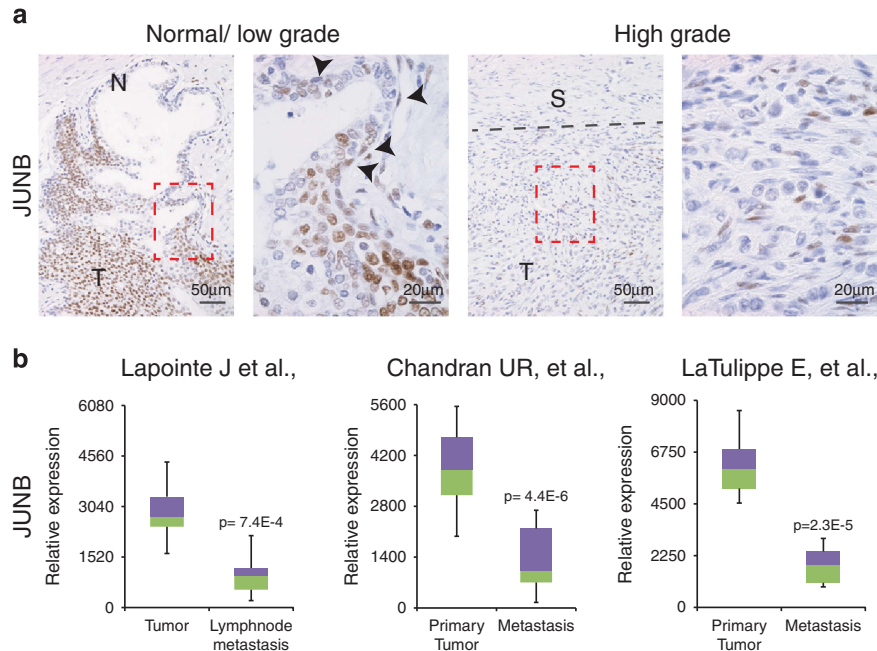 a
Normal/ low grade
High grade
JUNB
N
T
50µm
20µm
S
T
50µm
20µm
b
Lapointe J et al.,
Chandran UR, et al.,
LaTulippe E, et al.,
JUNB
Relative expression
6080
4560
3040
1520
0
p= 7.4E-4
Tumor
Lymphnode
metastasis
Relative expression
5600
4200
2800
1400
0
p= 4.4E-6
Primary
Tumor
Metastasis
Relative expression
9000
6750
4500
2250
0
p=2.3E-5
Primary
Tumor
Metastasis